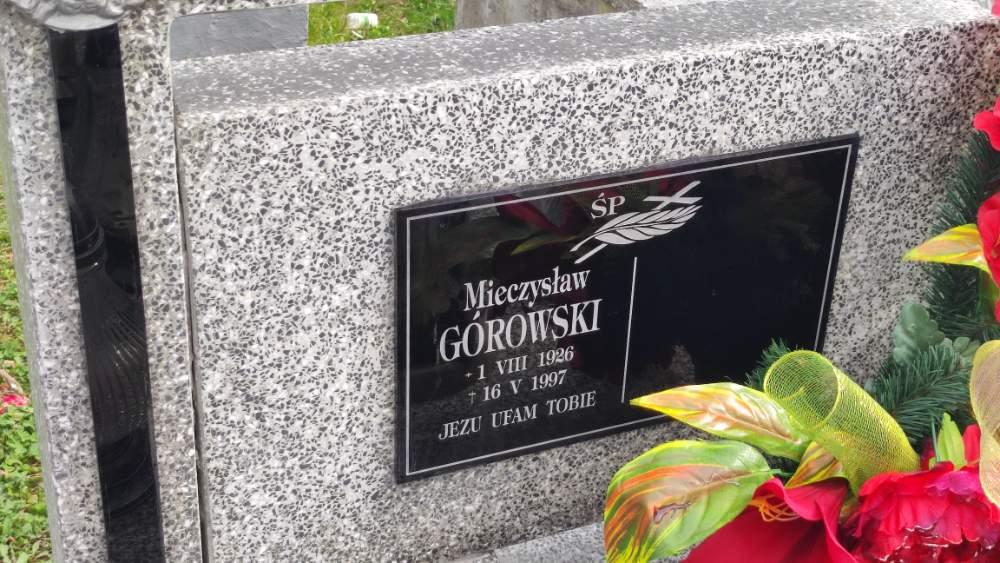 ŚP
Mieczysław
GÓROWSKI
* 1 VIII 1926
† 16 V 1997
JEZU UFAM TOBIE